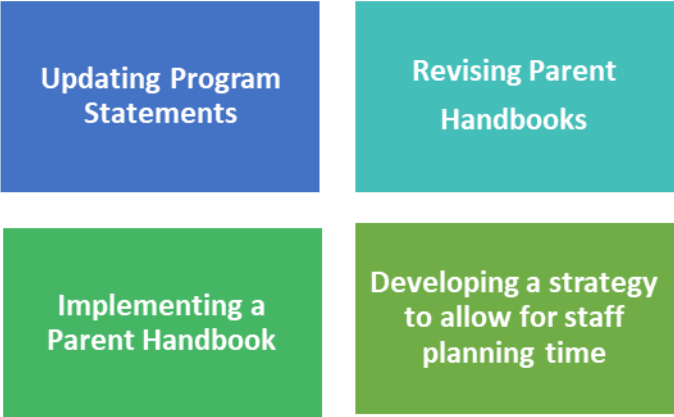 Updating Program
Statements
Revising Parent
Handbooks
Implementing a
Parent Handbook
Developing a strategy
to allow for staff
planning time